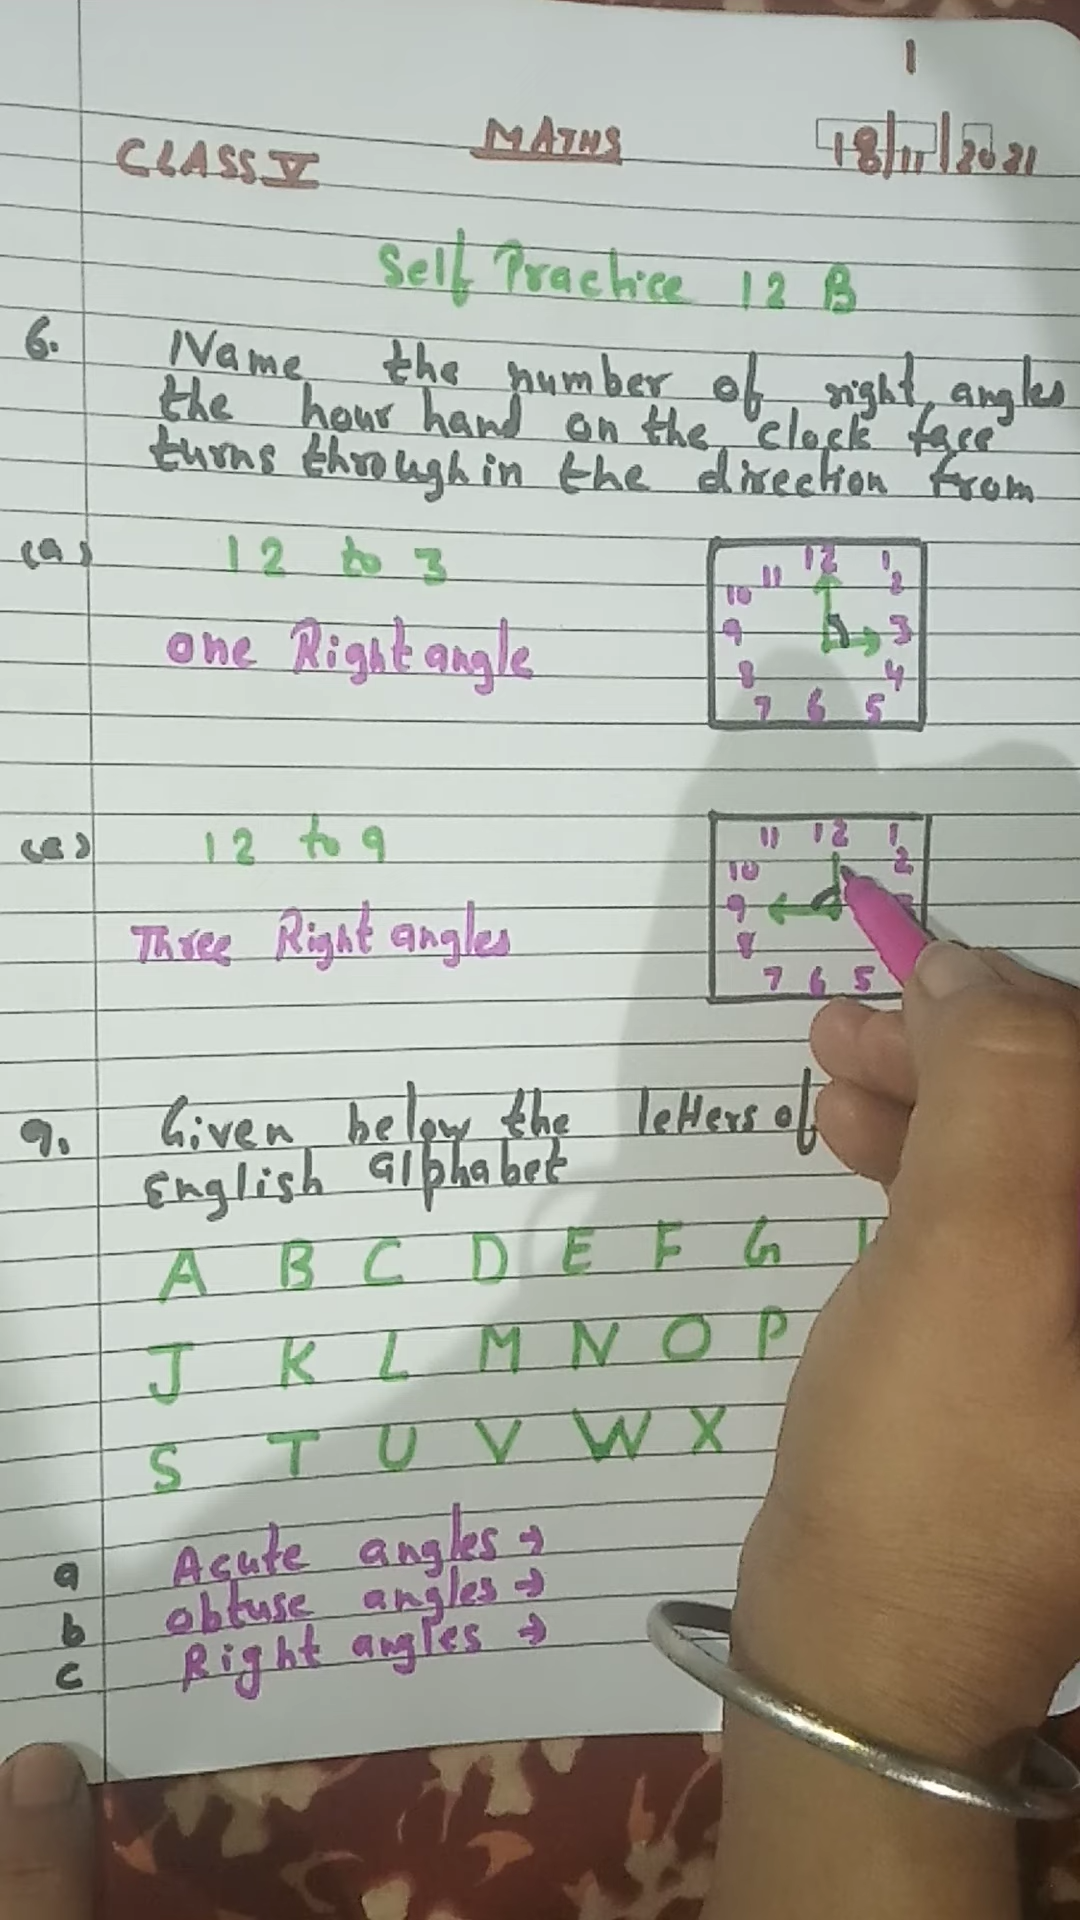 1
CLASS V MATHS 18/11/2021
Self Practice 12 B
6. Name the number of right angles
the hour hand on the clock face
turns through in the direction from
(a) 12 to 3
One Right angle
12 1 2 3 4 5 6 7 8 9 10 11
12 to 9
Three Right angles
11 12 1 2 10 9 8 7 6 5
9. Given below the letters of
English alphabet
A B C D E F G
J K L M N O P
S T U V W X
a Acute angles →
b Obtuse angles →
c Right angles →